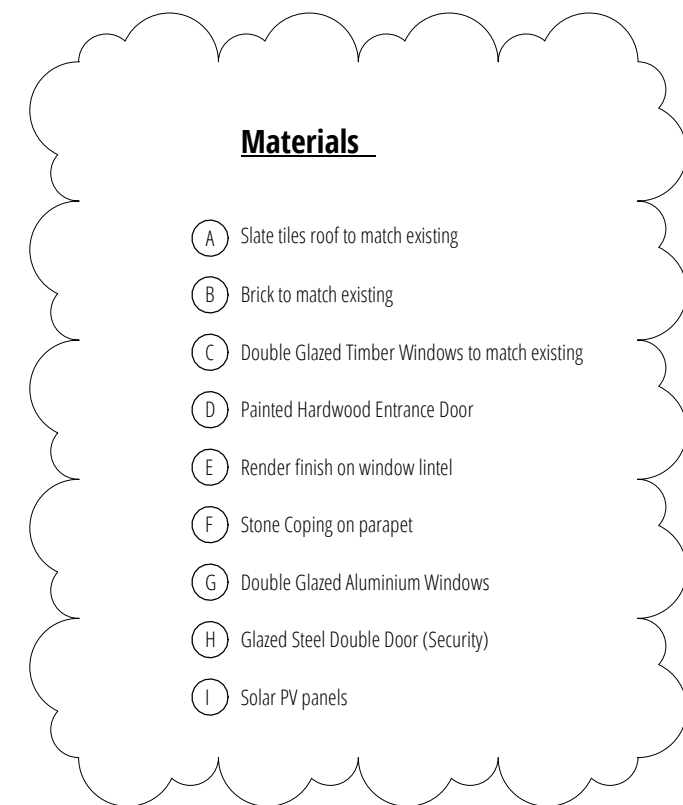 Materials
A Slate tiles roof to match existing
B Brick to match existing
C Double Glazed Timber Windows to match existing
D Painted Hardwood Entrance Door
E Render finish on window lintel
F Stone Coping on parapet
G Double Glazed Aluminium Windows
H Glazed Steel Double Door (Security)
I Solar PV panels